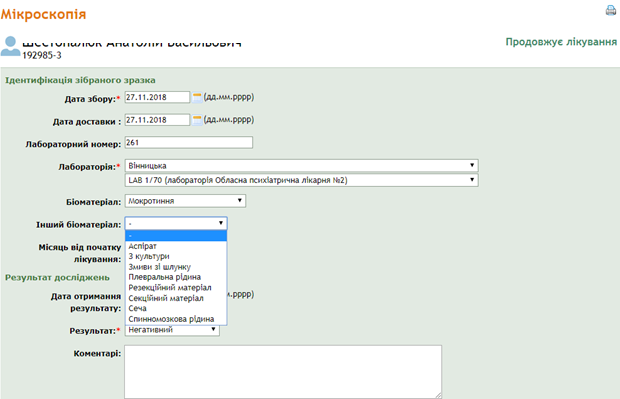 Мікроскопія
Шестопалюк Анатолій Васильович
192985-3
Продовжує лікування
Ідентифікація зібраного зразка
Дата збору:* 27.11.2018 (дд.мм.рррр)
Дата доставки : 27.11.2018 (дд.мм.рррр)
Лабораторний номер: 261
Лабораторія:* Вінницька
LAB 1/70 (лабораторія Обласна психіатрична лікарня №2)
Біоматеріал: Мокротиння
Інший біоматеріал: -
-
Аспірат
З культури
Змиви зі шлунку
Плевральна рідина
Резекційний матеріал
Секційний матеріал
Сеча
Спинномозкова рідина
Місяць від початку
лікування:
Результат досліджень
Дата отримання
результату: .рррр)
Результат:* Негативний
Коментарі: